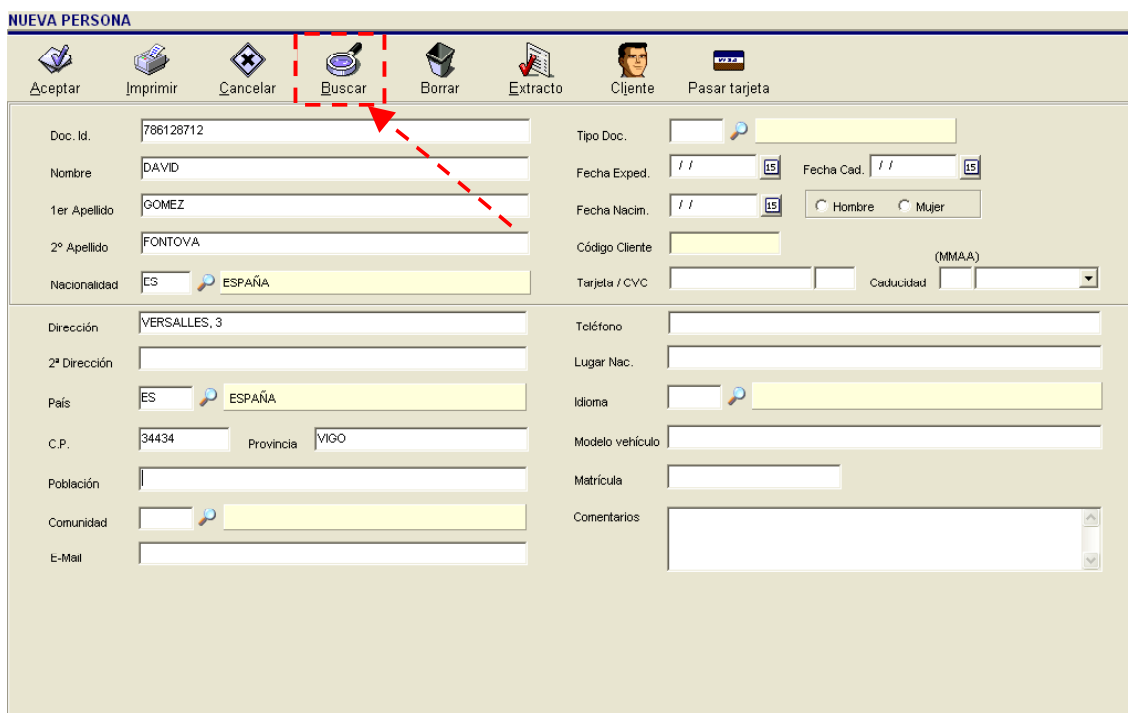 NUEVA PERSONA
Aceptar Imprimir Cancelar Buscar Borrar Extracto Cliente Pasar tarjeta
Doc. Id. 786128712 Tipo Doc.
Nombre DAVID Fecha Exped. / / 15 Fecha Cad. / / 15
1er Apellido GOMEZ Fecha Nacim. / / 15 Hombre Mujer
2º Apellido FONTOVA Código Cliente
(MMAA)
Nacionalidad ES ESPAÑA Tarjeta / CVC Caducidad
Dirección VERSALLES, 3 Teléfono
2ª Dirección Lugar Nac.
País ES ESPAÑA Idioma
C.P. 34434 Provincia VIGO Modelo vehículo
Población Matrícula
Comunidad Comentarios
E-Mail